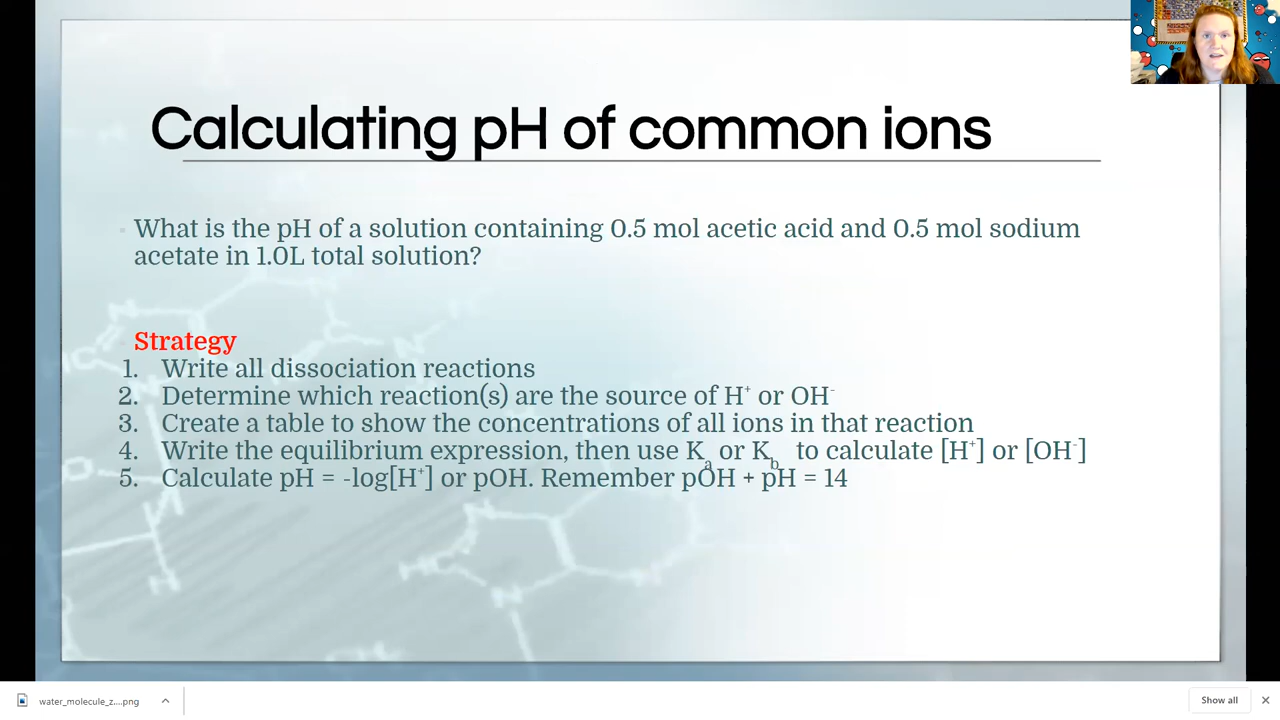 Calculating pH of common ions
What is the pH of a solution containing 0.5 mol acetic acid and 0.5 mol sodium
acetate in 1.0L total solution?
Strategy
1. Write all dissociation reactions
2. Determine which reaction(s) are the source of H⁺ or OH⁻
3. Create a table to show the concentrations of all ions in that reaction
4. Write the equilibrium expression, then use Kₐ or K_b to calculate [H⁺] or [OH⁻]
5. Calculate pH = -log[H⁺] or pOH. Remember pOH + pH = 14
water_molecule_z....png
Show all